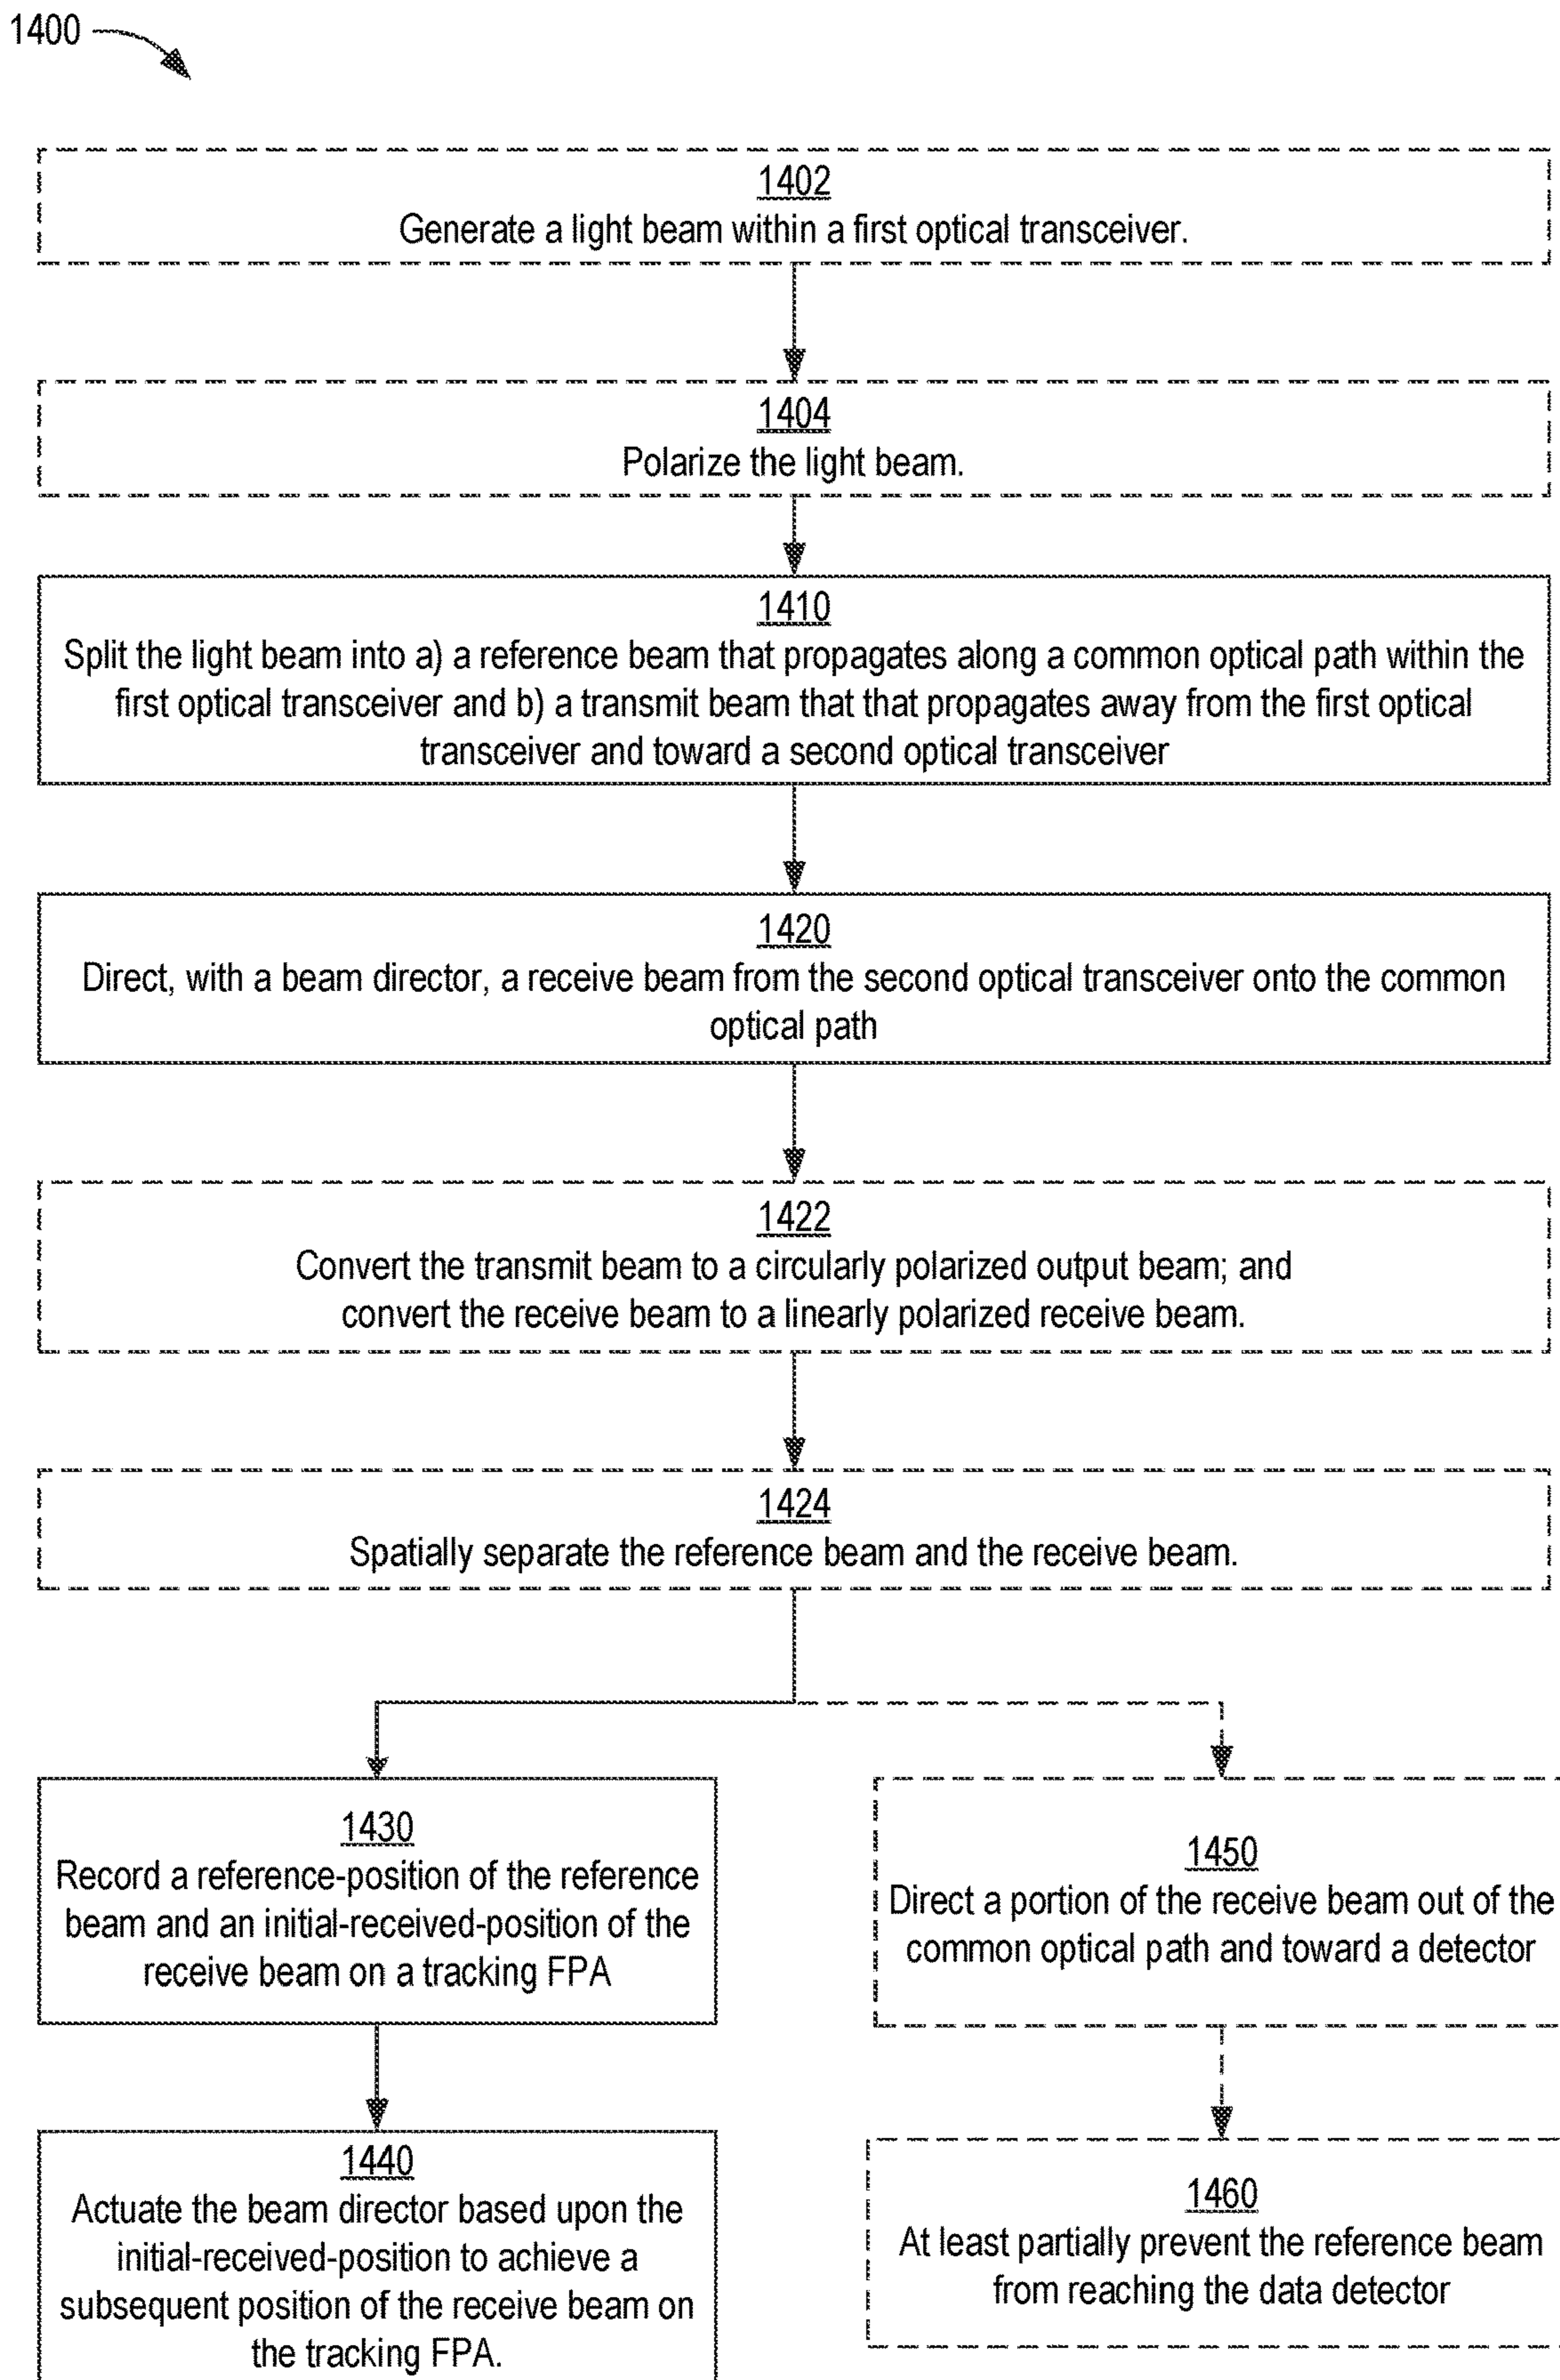 1400
1402
Generate a light beam within a first optical transceiver.
1404
Polarize the light beam.
1410
Split the light beam into a) a reference beam that propagates along a common optical path within the
first optical transceiver and b) a transmit beam that that propagates away from the first optical
transceiver and toward a second optical transceiver
1420
Direct, with a beam director, a receive beam from the second optical transceiver onto the common
optical path
1422
Convert the transmit beam to a circularly polarized output beam; and
convert the receive beam to a linearly polarized receive beam.
1424
Spatially separate the reference beam and the receive beam.
1430
Record a reference-position of the reference
beam and an initial-received-position of the
receive beam on a tracking FPA
1450
Direct a portion of the receive beam out of the
common optical path and toward a detector
1440
Actuate the beam director based upon the
initial-received-position to achieve a
subsequent position of the receive beam on
the tracking FPA.
1460
At least partially prevent the reference beam
from reaching the data detector